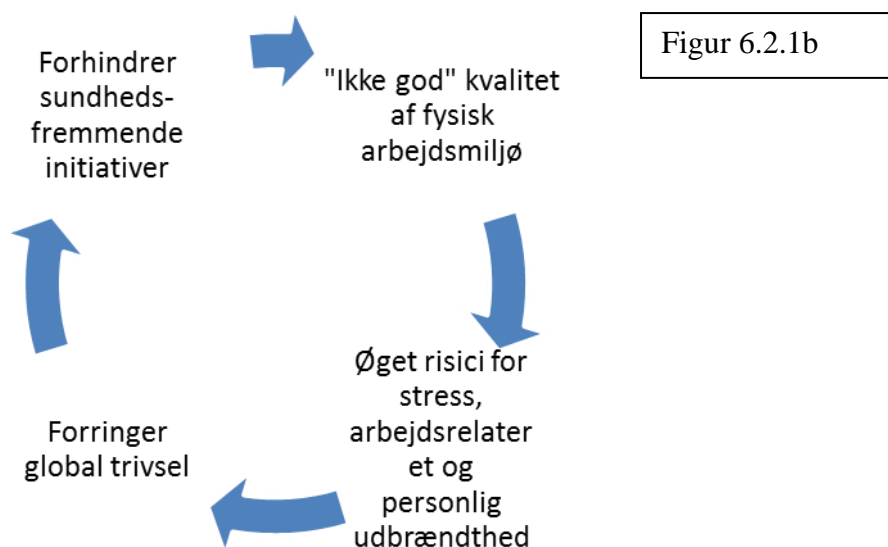 Figur 6.2.1b
Forhindrer
sundheds-
fremmende
initiativer
"Ikke god" kvalitet
af fysisk
arbejdsmiljø
Øget risici for
stress,
arbejdsrelater
et og
personlig
udbrændthed
Forringer
global trivsel